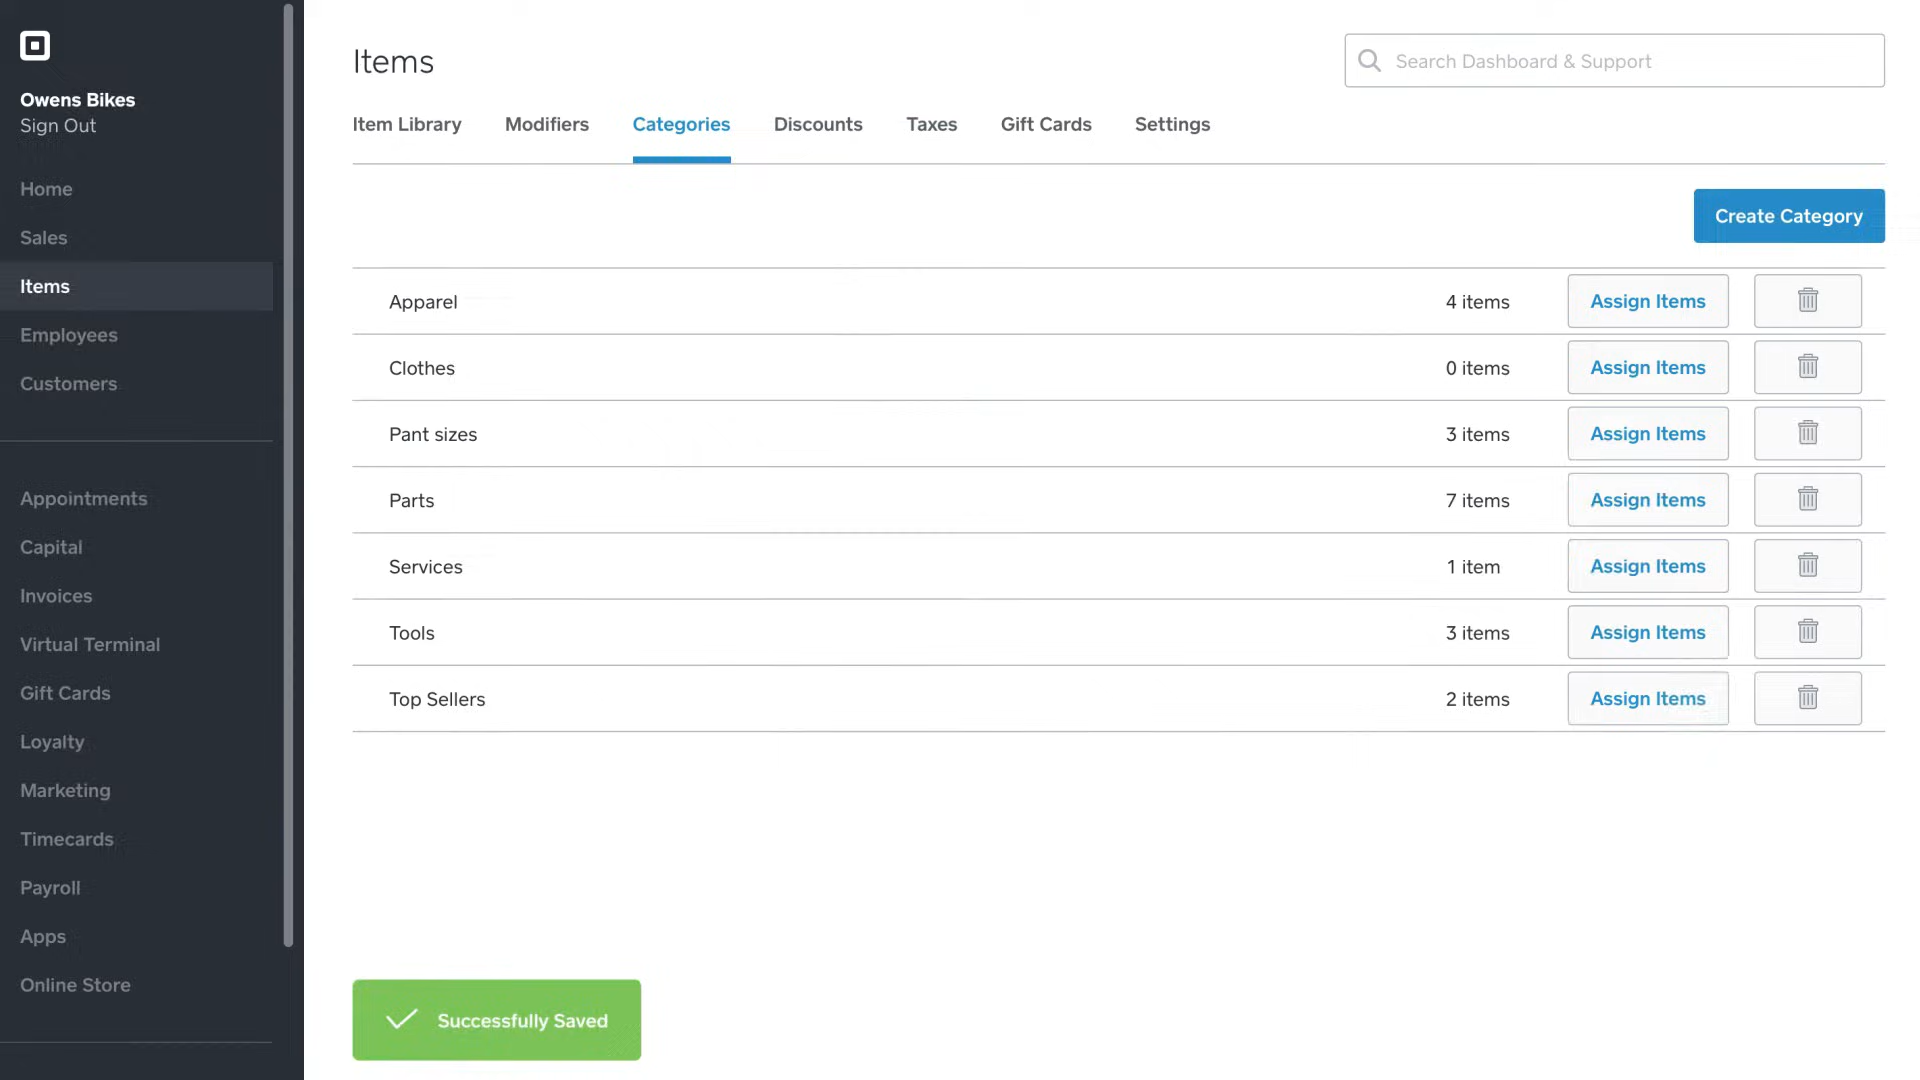 Owens Bikes
Sign Out
Home
Sales
Items
Employees
Customers
Appointments
Capital
Invoices
Virtual Terminal
Gift Cards
Loyalty
Marketing
Timecards
Payroll
Apps
Online Store
Items
Search Dashboard & Support
Item Library Modifiers Categories Discounts Taxes Gift Cards Settings
Create Category
Apparel 4 items Assign Items
Clothes 0 items Assign Items
Pant sizes 3 items Assign Items
Parts 7 items Assign Items
Services 1 item Assign Items
Tools 3 items Assign Items
Top Sellers 2 items Assign Items
Successfully Saved